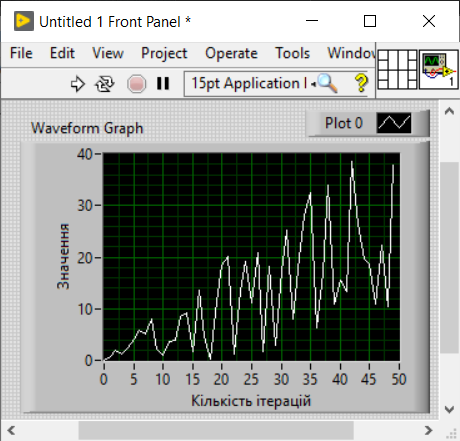 Untitled 1 Front Panel *
File Edit View Project Operate Tools Window
15pt Application
1
Waveform Graph
Plot 0
40
30
20
10
0
Значення
0 5 10 15 20 25 30 35 40 45 50
Кількість ітерацій